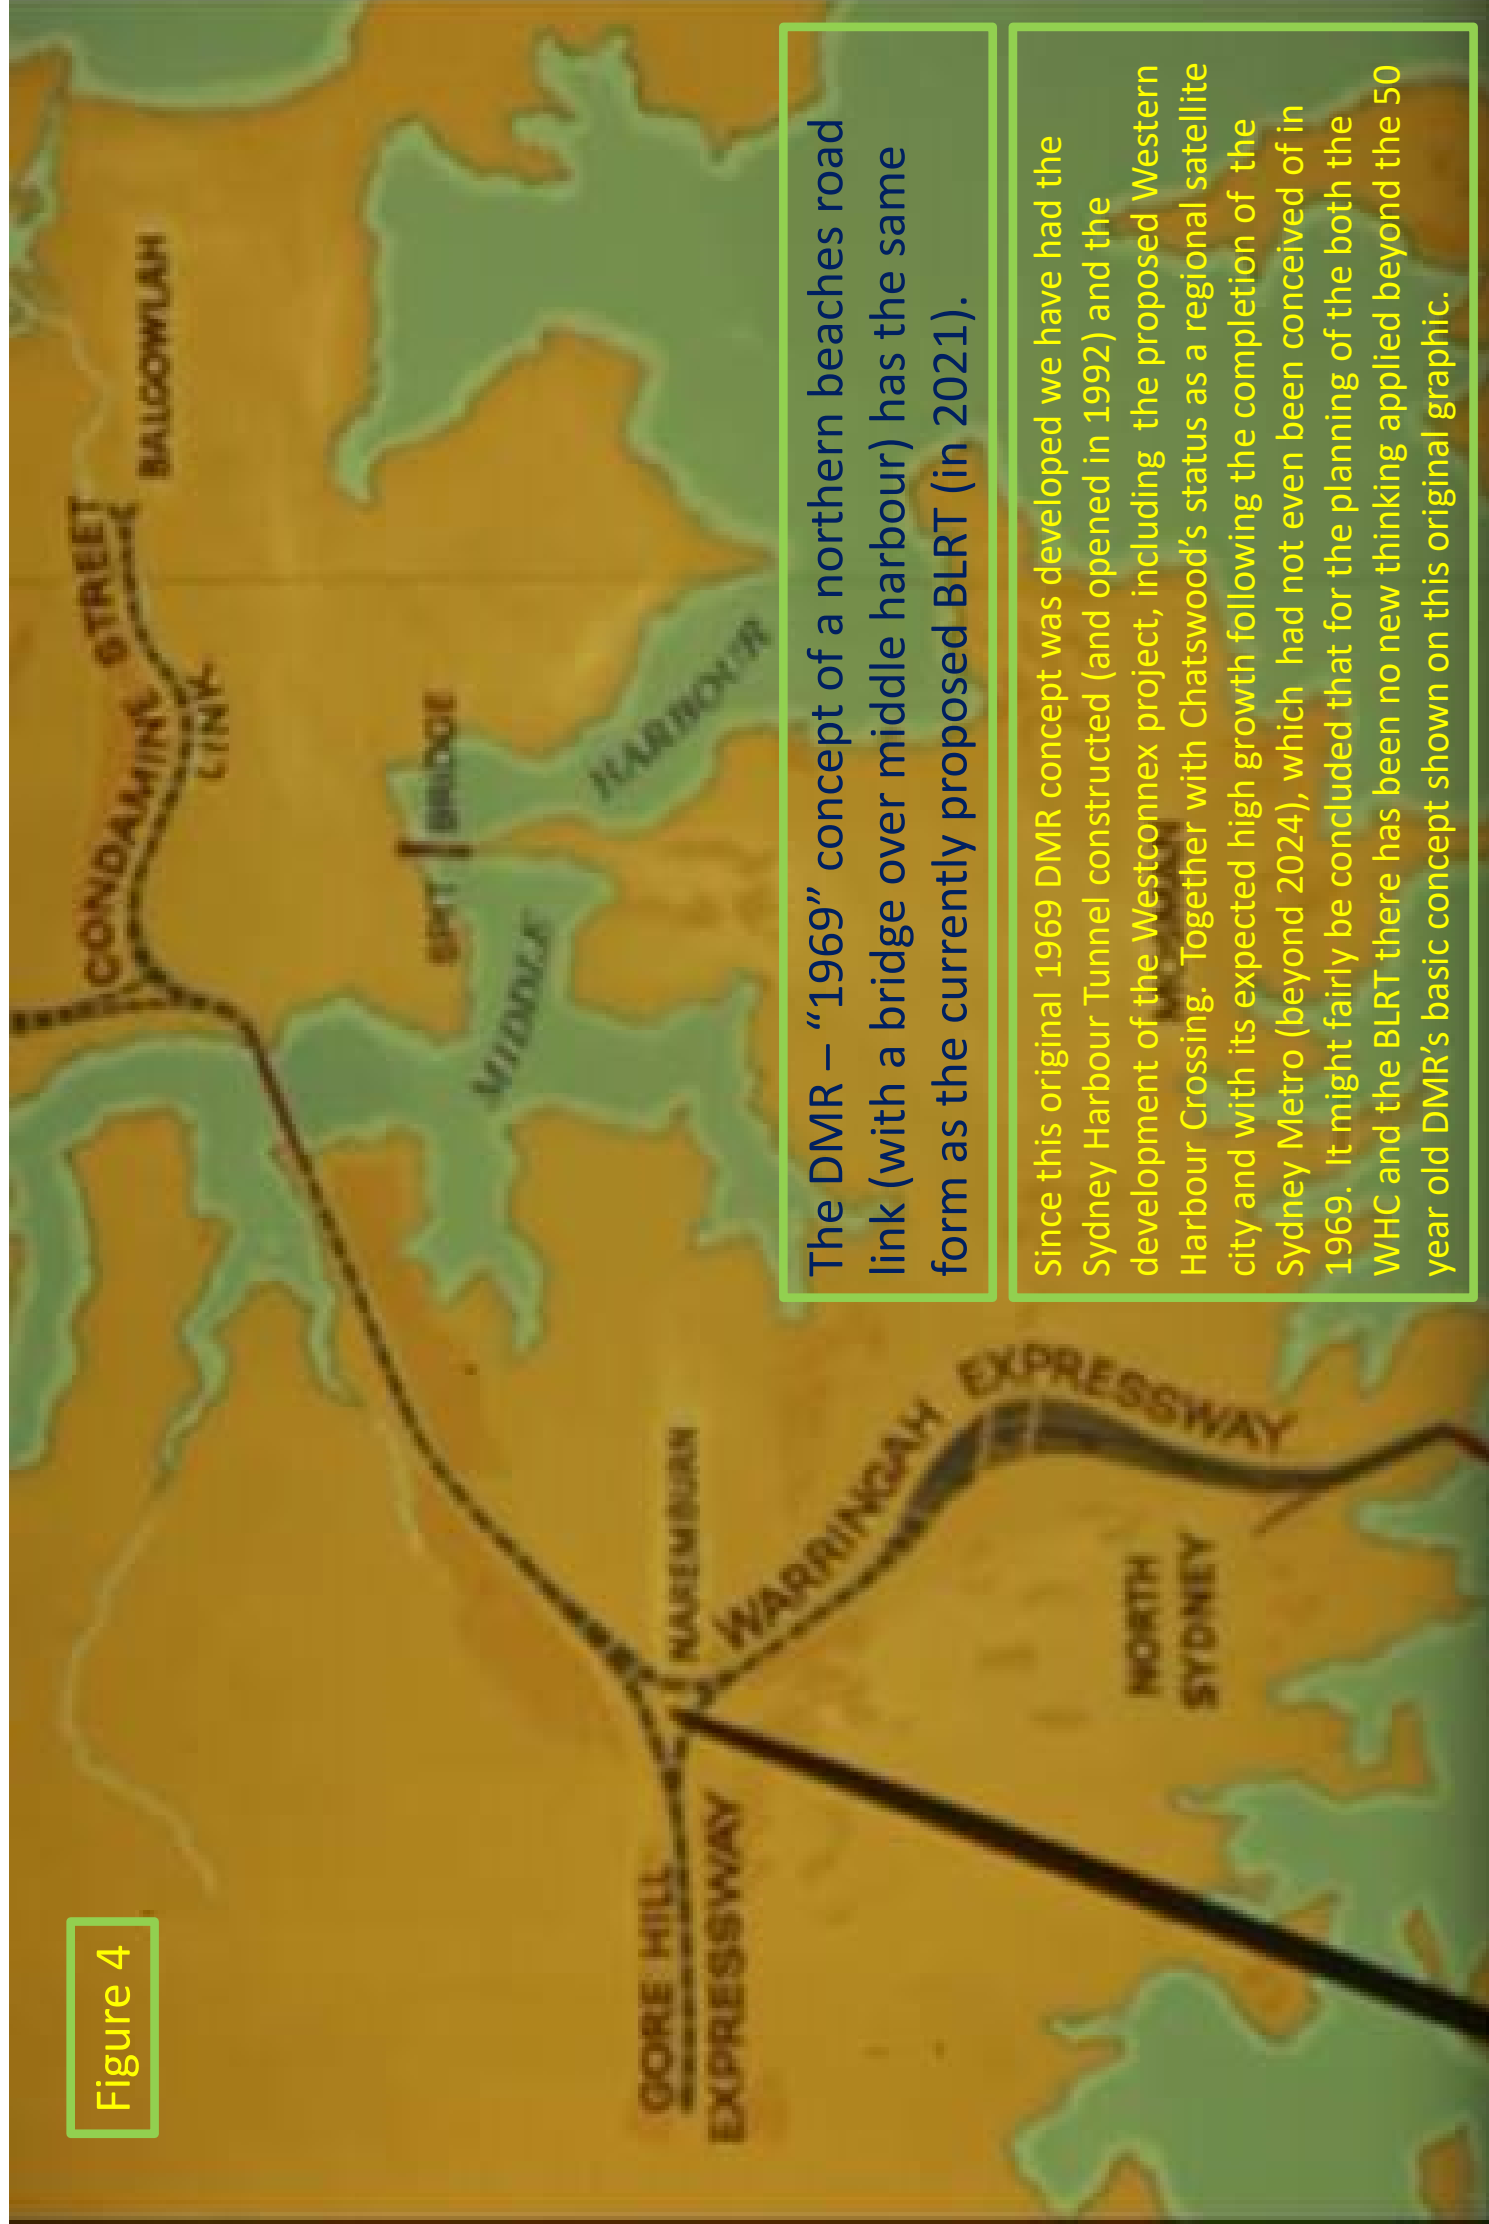 Figure 4
CONDAMINE STREET
LINK
BALGOWLAH
SPIT BRIDGE
MIDDLE
HARBOUR
GORE HILL
EXPRESSWAY
NAREMBURN
WARRINGAH EXPRESSWAY
NORTH
SYDNEY
MOSMAN
The DMR – “1969” concept of a northern beaches road
link (with a bridge over middle harbour) has the same
form as the currently proposed BLRT (in 2021).
Since this original 1969 DMR concept was developed we have had the
Sydney Harbour Tunnel constructed (and opened in 1992) and the
development of the Westconnex project, including the proposed Western
Harbour Crossing. Together with Chatswood’s status as a regional satellite
city and with its expected high growth following the completion of the
Sydney Metro (beyond 2024), which had not even been conceived of in
1969. It might fairly be concluded that for the planning of the both the
WHC and the BLRT there has been no new thinking applied beyond the 50
year old DMR’s basic concept shown on this original graphic.